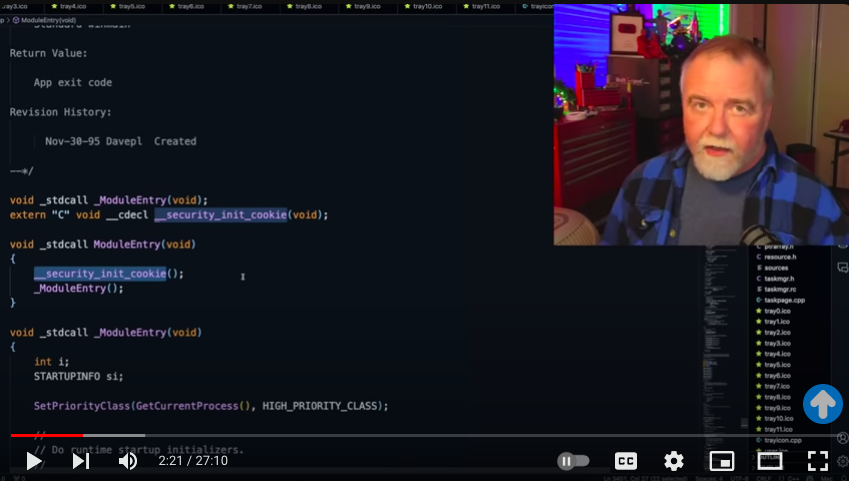 tray4.ico tray5.ico tray6.ico tray7.ico tray8.ico tray9.ico tray10.ico tray11.ico
ModuleEntry(void)
Return Value:
App exit code
Revision History:
Nov-30-95 Davepl Created
--*/
void _stdcall _ModuleEntry(void);
extern "C" void __cdecl __security_init_cookie(void);
void _stdcall ModuleEntry(void)
{
__security_init_cookie();
_ModuleEntry();
}
void _stdcall _ModuleEntry(void)
{
int i;
STARTUPINFO si;
SetPriorityClass(GetCurrentProcess(), HIGH_PRIORITY_CLASS);
//
// Do runtime startup initializers.
//
resource.h
sources
taskmgr.h
taskmgr.rc
taskpage.cpp
tray0.ico
tray1.ico
tray2.ico
tray3.ico
tray4.ico
tray5.ico
tray6.ico
tray7.ico
tray8.ico
tray9.ico
tray10.ico
tray11.ico
trayicon.cpp
2:21 / 27:10
CC